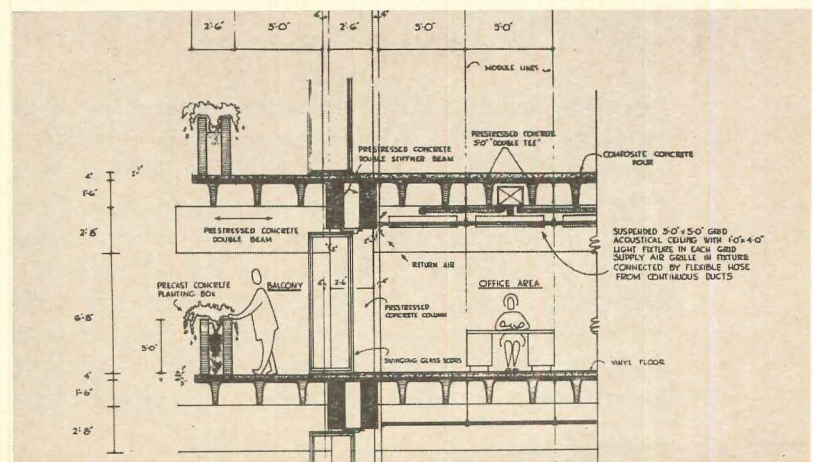 2'-6"
5'-0"
4"
2'-6"
4"
5'-0"
5'-0"
MODULE LINES
PRESTRESSED CONCRETE
DOUBLE STIFFNER BEAM
PRESTRESSED CONCRETE
5'-0" "DOUBLE TEE"
COMPOSITE CONCRETE
POUR
4"
1'-6"
2'-8"
PRESTRESSED CONCRETE
DOUBLE BEAM
RETURN AIR
SUSPENDED 5'-0" x 5'-0" GRID
ACOUSTICAL CEILING WITH 1'-0" x 4'-0"
LIGHT FIXTURE IN EACH GRID
SUPPLY AIR GRILLE IN FIXTURE
CONNECTED BY FLEXIBLE HOSE
FROM CONTINUOUS DUCTS
PRECAST CONCRETE
PLANTING BOX
BALCONY
2'-6"
PRESTRESSED
CONCRETE COLUMN
OFFICE AREA
6'-8"
3'-0"
SWINGING GLASS DOORS
VINYL FLOOR
4"
1'-6"
2'-8"